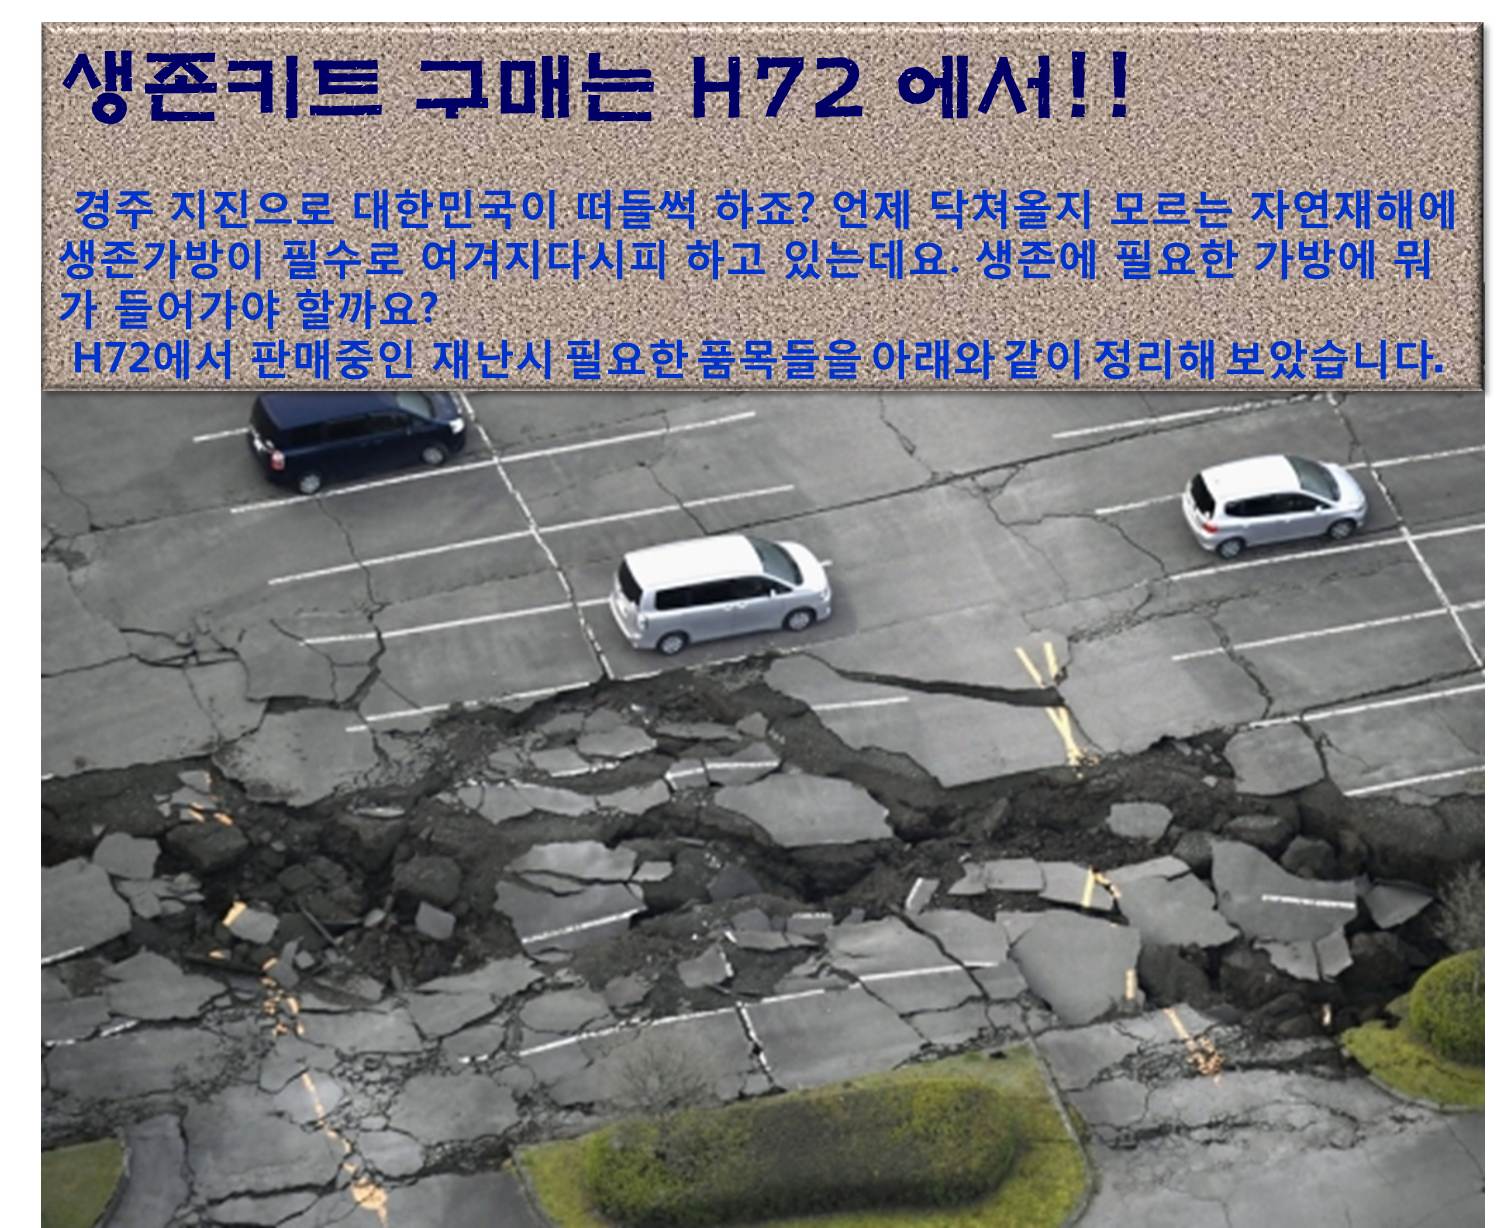 생존키트 구매는 H72 에서!!
경주 지진으로 대한민국이 떠들썩 하죠? 언제 닥쳐올지 모르는 자연재해에
생존가방이 필수로 여겨지다시피 하고 있는데요. 생존에 필요한 가방에 뭐
가 들어가야 할까요?
H72에서 판매중인 재난시 필요한 품목들을 아래와 같이 정리해 보았습니다.